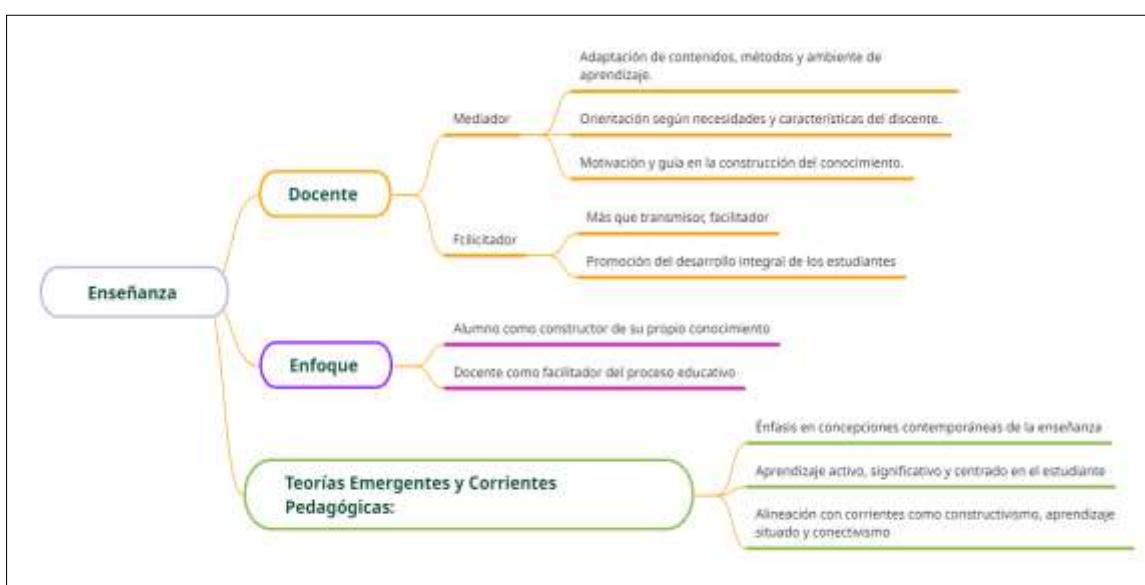 Enseñanza
Docente
Mediador
Adaptación de contenidos, métodos y ambiente de
aprendizaje.
Orientación según necesidades y características del discente.
Motivación y guía en la construcción del conocimiento.
Fcilicitador
Más que transmisor, facilitador
Promoción del desarrollo integral de los estudiantes
Enfoque
Alumno como constructor de su propio conocimiento
Docente como facilitador del proceso educativo
Teorías Emergentes y Corrientes
Pedagógicas:
Énfasis en concepciones contemporáneas de la enseñanza
Aprendizaje activo, significativo y centrado en el estudiante
Alineación con corrientes como constructivismo, aprendizaje
situado y conectivismo